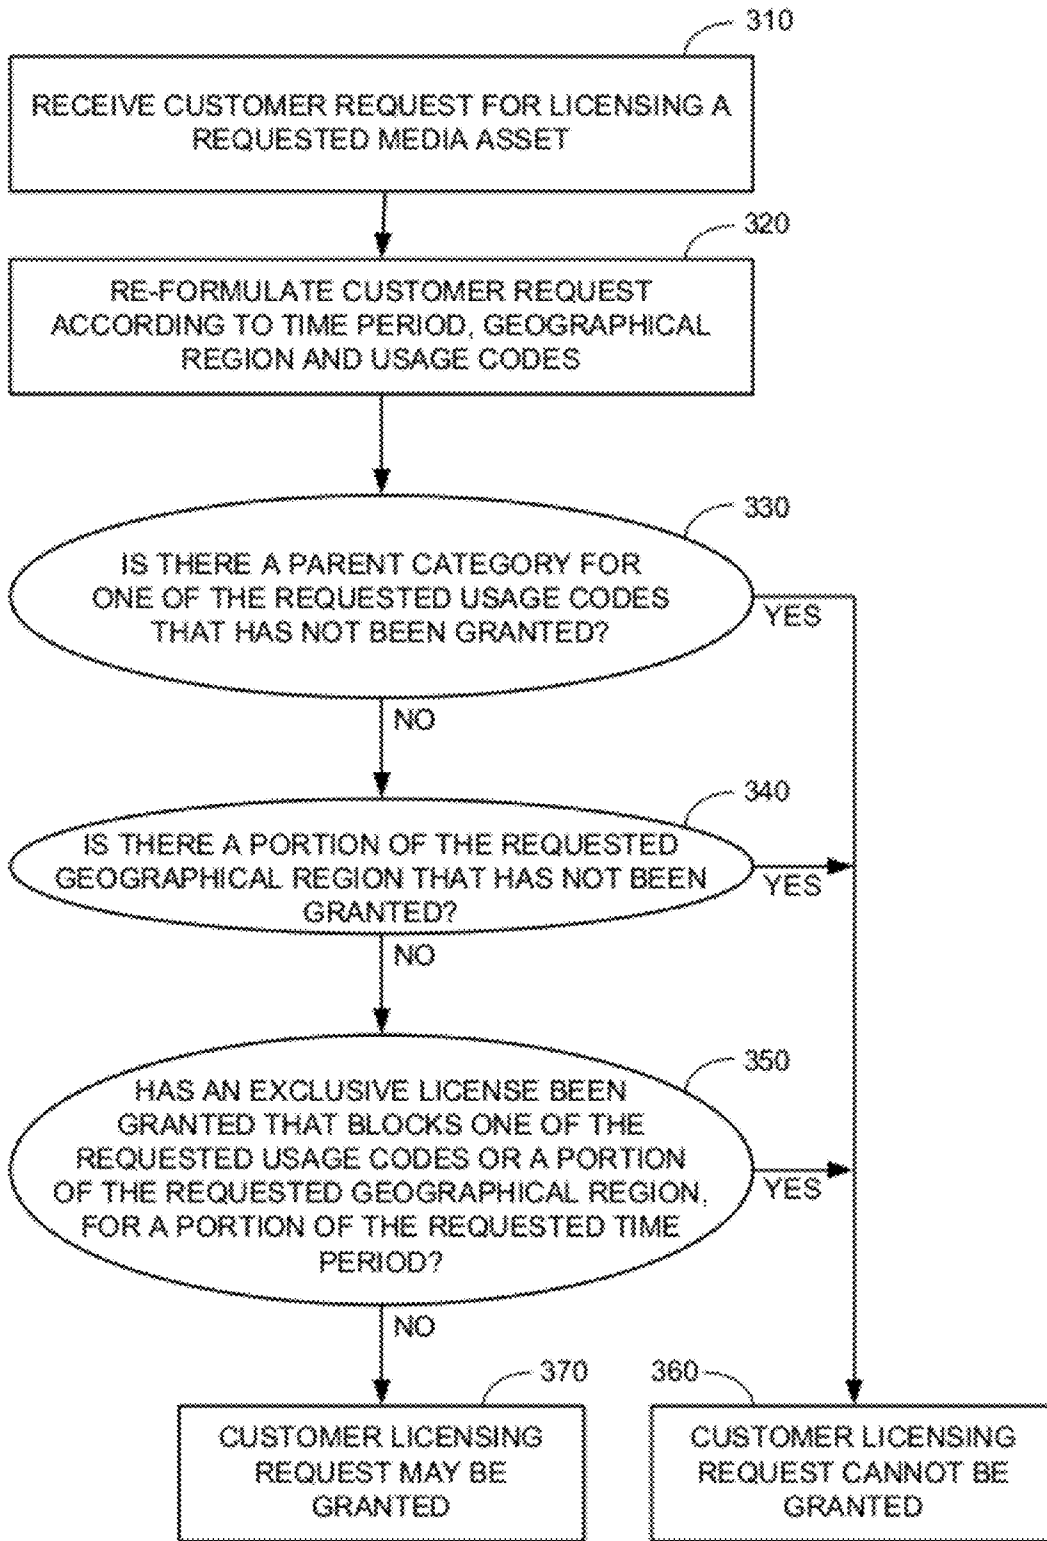 310
RECEIVE CUSTOMER REQUEST FOR LICENSING A
REQUESTED MEDIA ASSET
320
RE-FORMULATE CUSTOMER REQUEST
ACCORDING TO TIME PERIOD, GEOGRAPHICAL
REGION AND USAGE CODES
330
IS THERE A PARENT CATEGORY FOR
ONE OF THE REQUESTED USAGE CODES
THAT HAS NOT BEEN GRANTED?
YES
NO
340
IS THERE A PORTION OF THE REQUESTED
GEOGRAPHICAL REGION THAT HAS NOT BEEN
GRANTED?
YES
NO
350
HAS AN EXCLUSIVE LICENSE BEEN
GRANTED THAT BLOCKS ONE OF THE
REQUESTED USAGE CODES OR A PORTION
OF THE REQUESTED GEOGRAPHICAL REGION,
FOR A PORTION OF THE REQUESTED TIME
PERIOD?
YES
NO
370
CUSTOMER LICENSING
REQUEST MAY BE
GRANTED
360
CUSTOMER LICENSING
REQUEST CANNOT BE
GRANTED